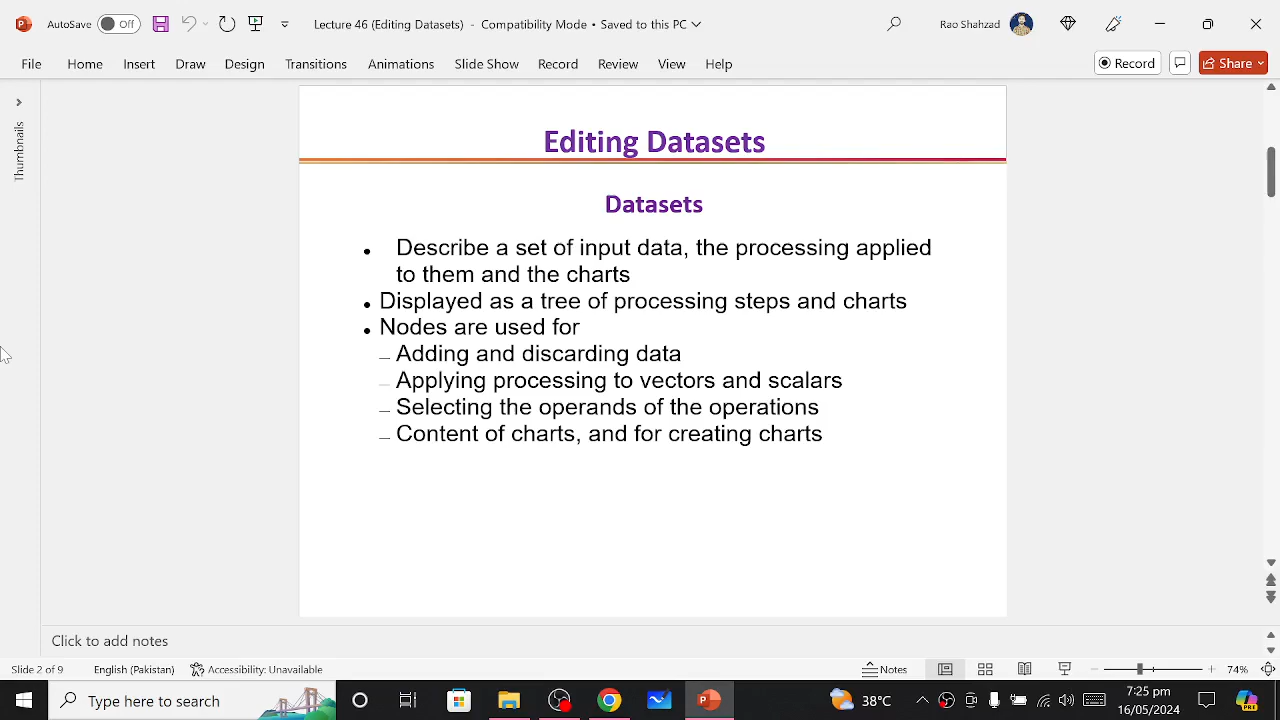 AutoSave Off Lecture 46 (Editing Datasets) - Compatibility Mode • Saved to this PC Rao Shahzad
File Home Insert Draw Design Transitions Animations Slide Show Record Review View Help Record Share
Thumbnails
Editing Datasets
Datasets
• Describe a set of input data, the processing applied
to them and the charts
• Displayed as a tree of processing steps and charts
• Nodes are used for
– Adding and discarding data
– Applying processing to vectors and scalars
– Selecting the operands of the operations
– Content of charts, and for creating charts
Click to add notes
Slide 2 of 9 English (Pakistan) Accessibility: Unavailable Notes 74%
Type here to search 38°C 7:25 pm
16/05/2024
PRE